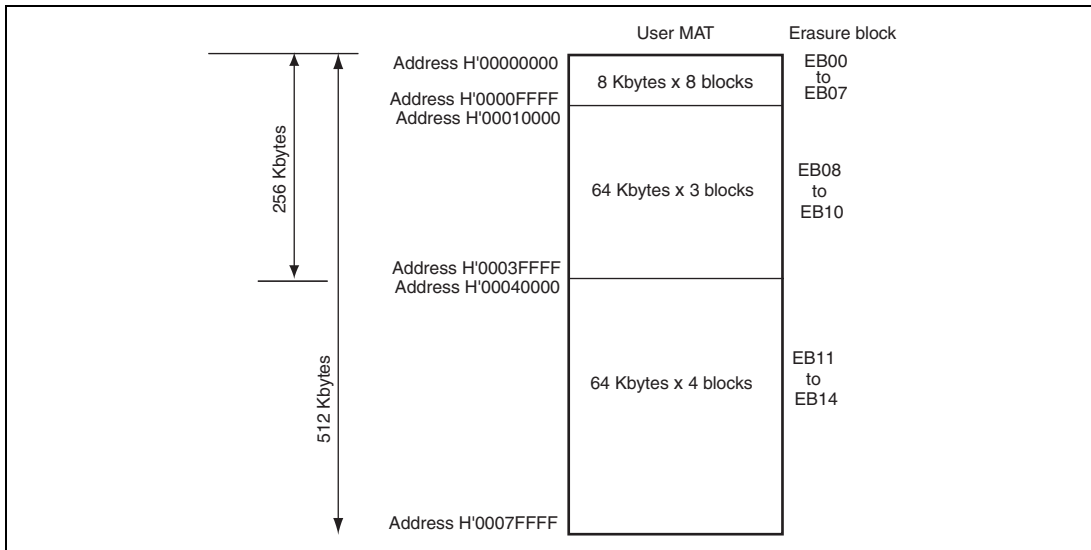 User MAT
Erasure block
Address H'00000000
8 Kbytes x 8 blocks
EB00
to
EB07
Address H'0000FFFF
Address H'00010000
256 Kbytes
64 Kbytes x 3 blocks
EB08
to
EB10
Address H'0003FFFF
Address H'00040000
512 Kbytes
64 Kbytes x 4 blocks
EB11
to
EB14
Address H'0007FFFF